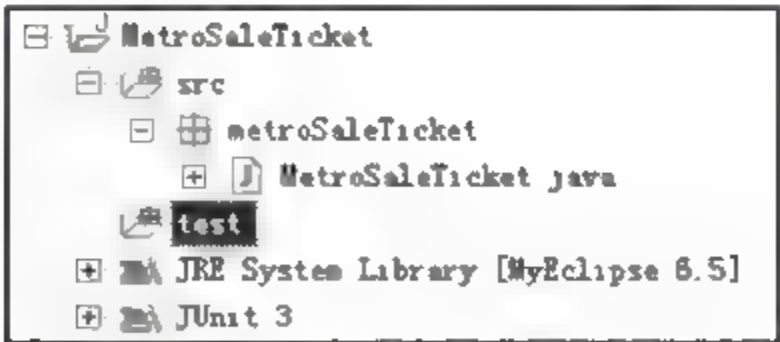 MetroSaleTicket
src
metroSaleTicket
MetroSaleTicket java
test
JRE System Library [MyEclipse 6.5]
JUnit 3